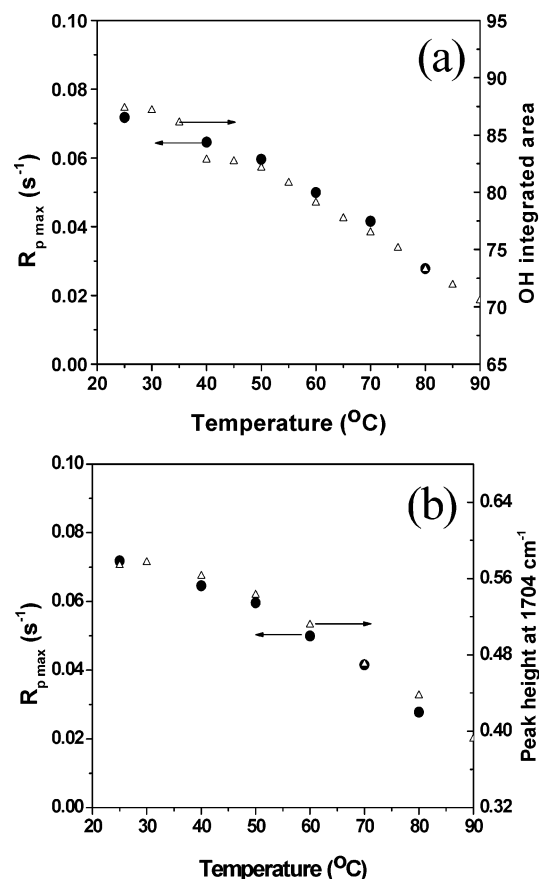 (a)
0.10
0.08
0.06
0.04
0.02
0.00
R p max (s-1)
95
90
85
80
75
70
65
OH integrated area
20 30 40 50 60 70 80 90
Temperature (OC)
(b)
0.10
0.08
0.06
0.04
0.02
0.00
R p max (s-1)
0.64
0.56
0.48
0.40
0.32
Peak height at 1704 cm-1
20 30 40 50 60 70 80 90
Temperature (OC)